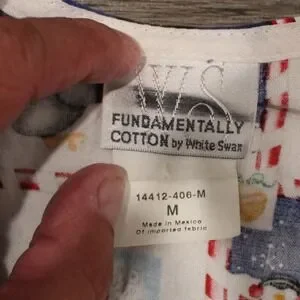 WS
FUNDAMENTALLY
COTTON by White Swan
14412-406-M
M
Made in Mexico
Of imported fabric